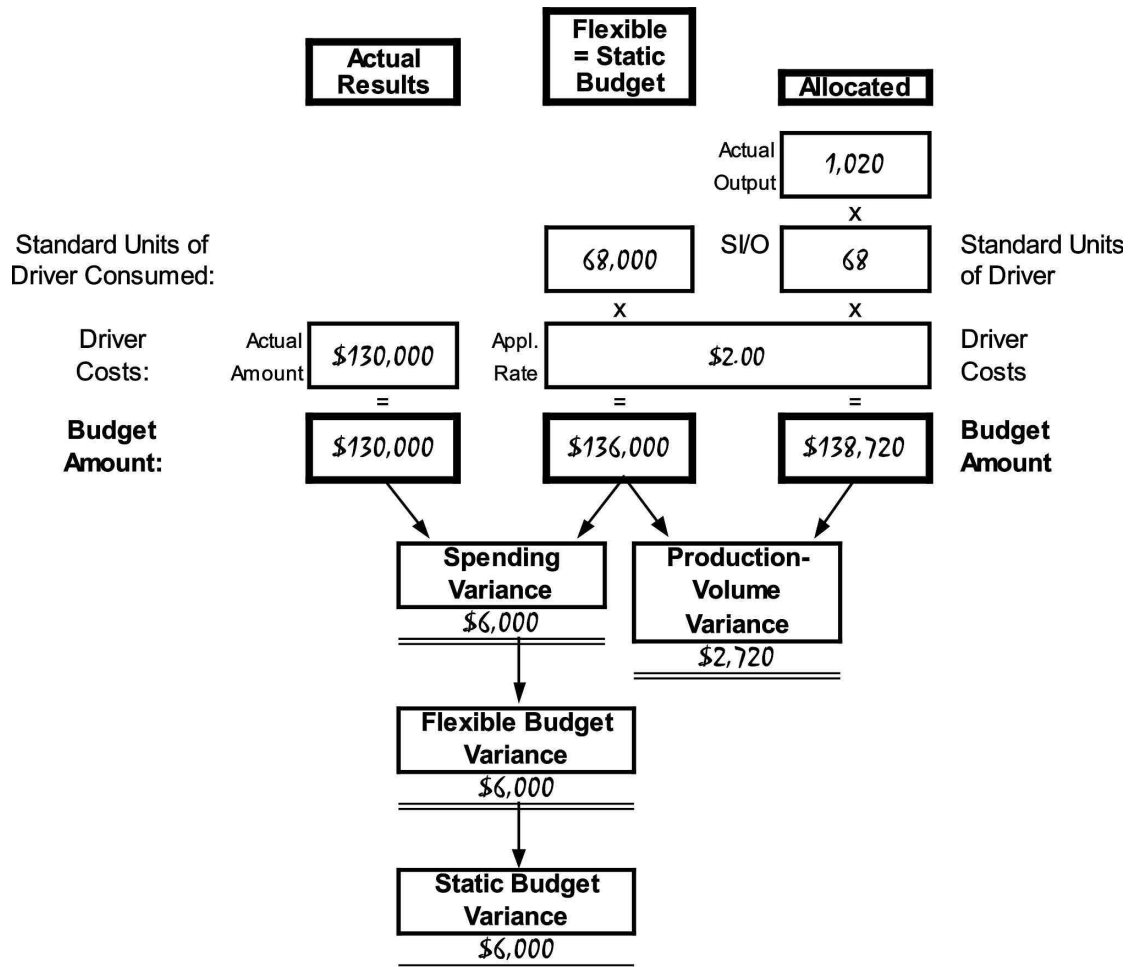 Actual
Results
Flexible
= Static
Budget
Allocated
Actual
Output
1,020
x
Standard Units of
Driver Consumed:
68,000
SI/O
68
Standard Units
of Driver
x
x
Driver
Costs:
Actual
Amount
$130,000
Appl.
Rate
$2.00
Driver
Costs
=
=
=
Budget
Amount:
$130,000
$136,000
$138,720
Budget
Amount
Spending
Variance
$6,000
Production-
Volume
Variance
$2,720
Flexible Budget
Variance
$6,000
Static Budget
Variance
$6,000